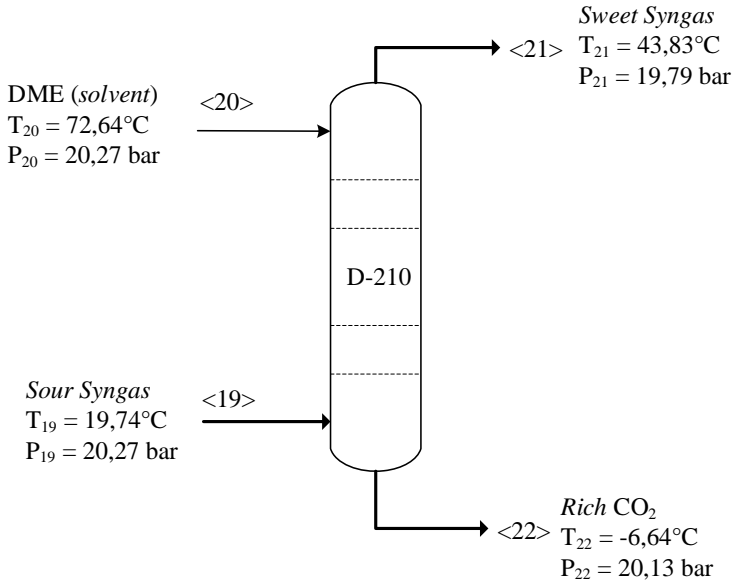 Sweet Syngas
<21> T₂₁ = 43,83°C
P₂₁ = 19,79 bar
DME (solvent)
<20>
T₂₀ = 72,64°C
P₂₀ = 20,27 bar
D-210
Sour Syngas
<19>
T₁₉ = 19,74°C
P₁₉ = 20,27 bar
Rich CO₂
<22> T₂₂ = -6,64°C
P₂₂ = 20,13 bar